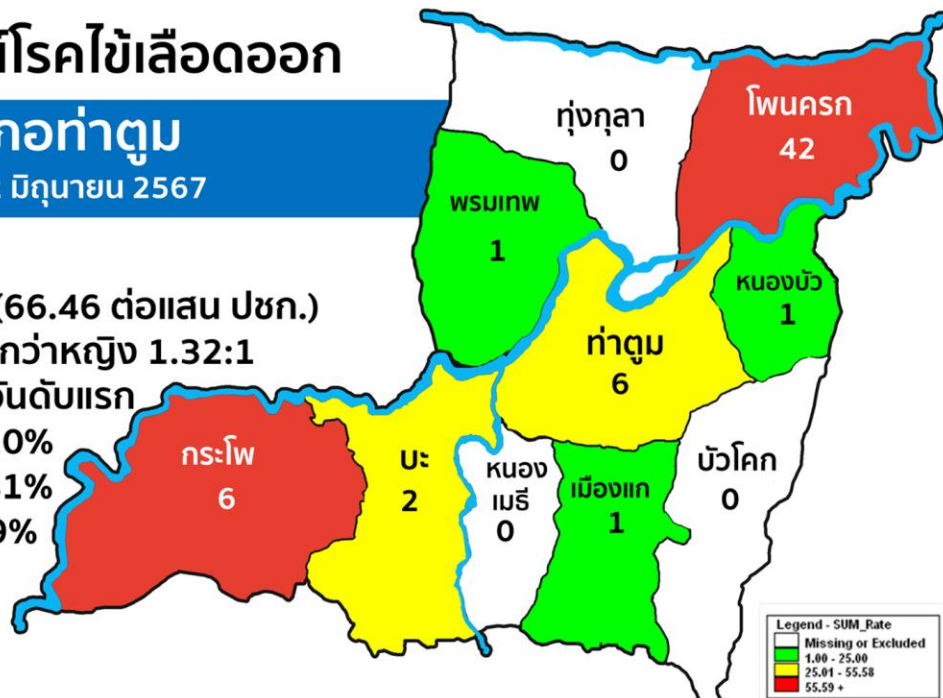 โรคไข้เลือดออก
ท่าตูม
มิถุนายน 2567
(66.46 ต่อแสน ปชก.)
กว่าหญิง 1.32:1
อันดับแรก
0%
1%
9%
ทุ่งกุลา
0
โพนครก
42
พรมเทพ
1
หนองบัว
1
ท่าตูม
6
กระโพ
6
บะ
2
หนอง
เมธี
0
เมืองแก
1
บัวโคก
0
Legend - SUM_Rate
Missing or Excluded
1.00 - 25.00
25.01 - 55.58
55.59 +